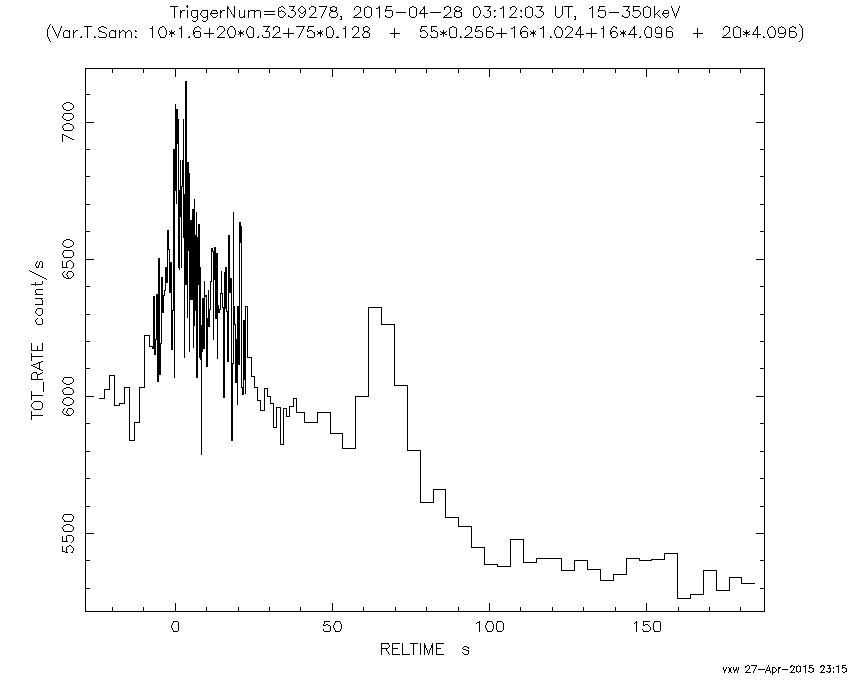 TriggerNum=639278, 2015-04-28 03:12:03 UT, 15-350keV
(Var.T.Sam: 10*1.6+20*0.32+75*0.128 + 55*0.256+16*1.024+16*4.096 + 20*4.096)
TOT_RATE count/s
7000
6500
6000
5500
0 50 100 150
RELTIME s
vxw 27-Apr-2015 23:15